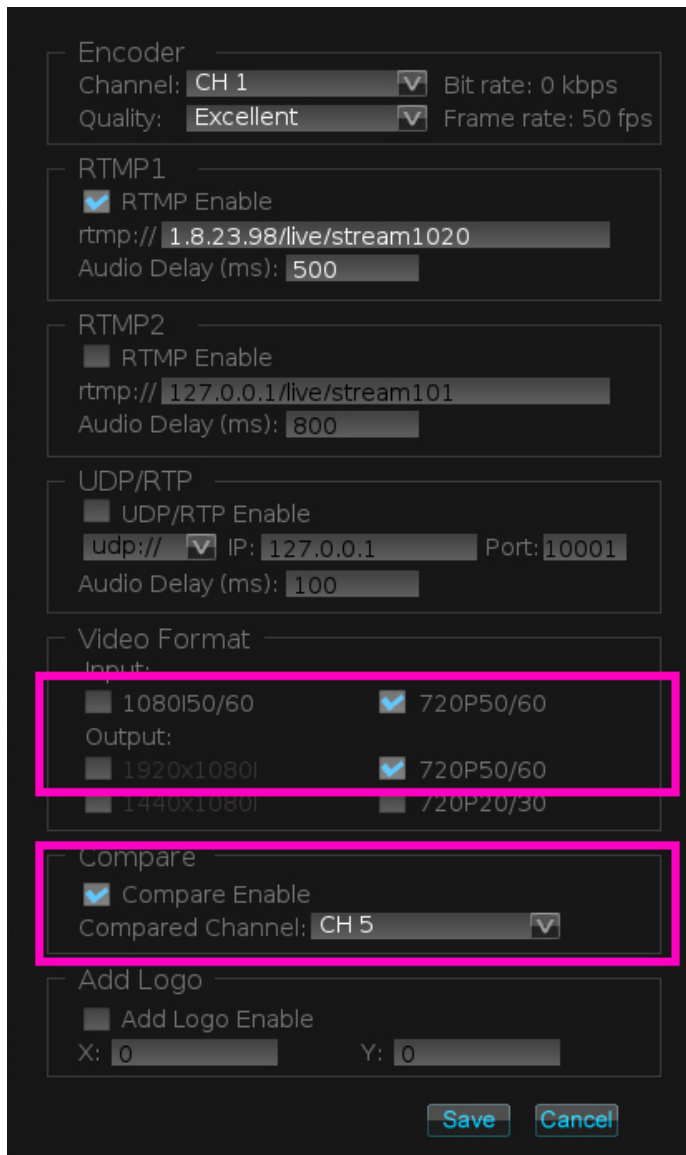 Encoder
Channel: CH 1 Bit rate: 0 kbps
Quality: Excellent Frame rate: 50 fps
RTMP1
RTMP Enable
rtmp:// 1.8.23.98/live/stream1020
Audio Delay (ms): 500
RTMP2
RTMP Enable
rtmp:// 127.0.0.1/live/stream101
Audio Delay (ms): 800
UDP/RTP
UDP/RTP Enable
udp:// IP: 127.0.0.1 Port: 10001
Audio Delay (ms): 100
Video Format
Input:
1080I50/60 720P50/60
Output:
1920x1080I 720P50/60
1440x1080I 720P20/30
Compare
Compare Enable
Compared Channel: CH 5
Add Logo
Add Logo Enable
X: 0 Y: 0
Save Cancel